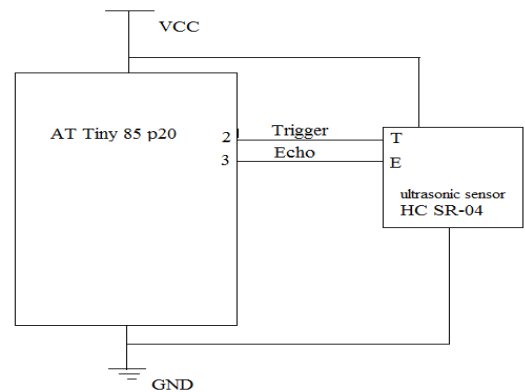 VCC
AT Tiny 85 p20
2
Trigger
T
3
Echo
E
ultrasonic sensor
HC SR-04
GND